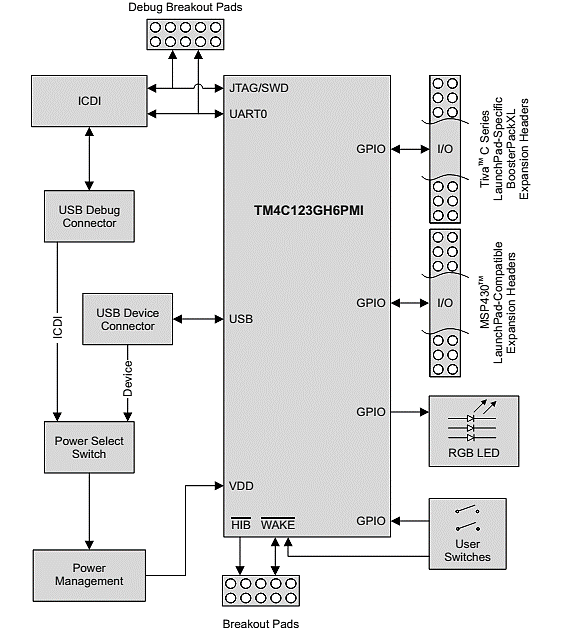 Debug Breakout Pads
ICDI
JTAG/SWD
UART0
GPIO
I/O
Tiva™ C Series
LaunchPad-Specific
BoosterPackXL
Expansion Headers
USB Debug
Connector
TM4C123GH6PMI
USB Device
Connector
USB
GPIO
I/O
MSP430™
LaunchPad-Compatible
Expansion Headers
ICDI
Device
GPIO
RGB LED
Power Select
Switch
VDD
HIB
WAKE
GPIO
User
Switches
Power
Management
Breakout Pads